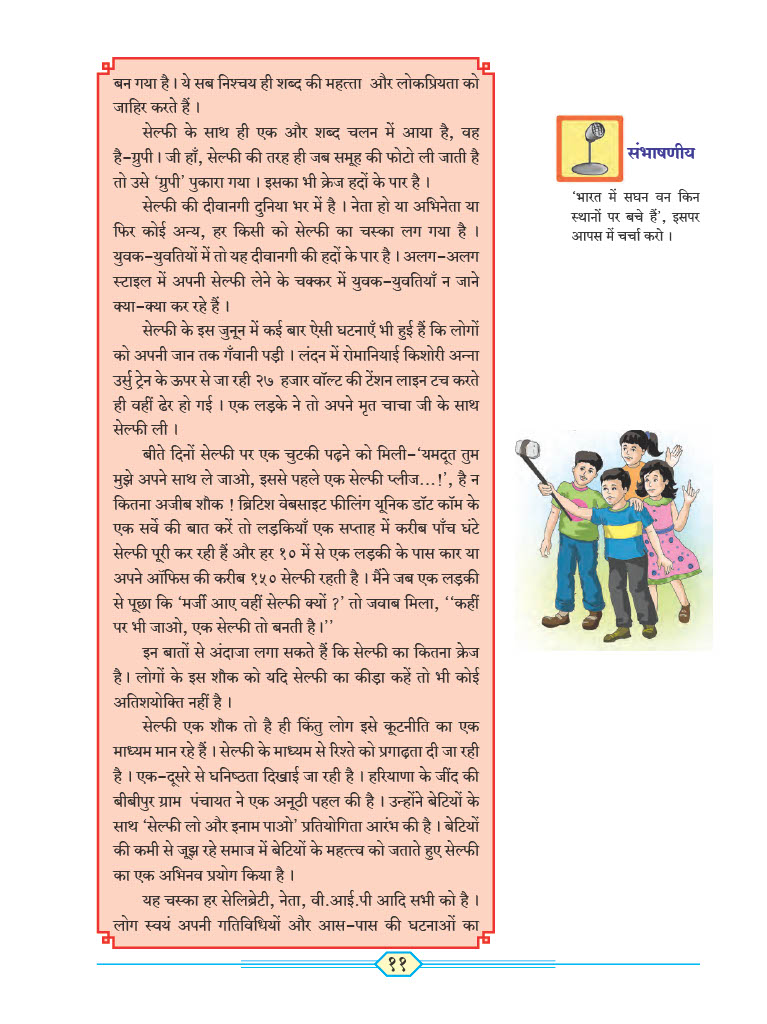 बन गया है । ये सब निश्चय ही शब्द की महत्ता और लोकप्रियता को
जाहिर करते हैं ।
सेल्फी के साथ ही एक और शब्द चलन में आया है, वह
है-ग्रुपी । जी हाँ, सेल्फी की तरह ही जब समूह की फोटो ली जाती है
तो उसे ‘ग्रुपी’ पुकारा गया । इसका भी क्रेज हदों के पार है ।
सेल्फी की दीवानगी दुनिया भर में है । नेता हो या अभिनेता या
फिर कोई अन्य, हर किसी को सेल्फी का चस्का लग गया है ।
युवक-युवतियों में तो यह दीवानगी की हदों के पार है । अलग-अलग
स्टाइल में अपनी सेल्फी लेने के चक्कर में युवक-युवतियाँ न जाने
क्या-क्या कर रहे हैं ।
सेल्फी के इस जुनून में कई बार ऐसी घटनाएँ भी हुई हैं कि लोगों
को अपनी जान तक गँवानी पड़ी । लंदन में रोमानियाई किशोरी अन्ना
उर्सु ट्रेन के ऊपर से जा रही २७ हजार वॉल्ट की टेंशन लाइन टच करते
ही वहीं ढेर हो गई । एक लड़के ने तो अपने मृत चाचा जी के साथ
सेल्फी ली ।
बीते दिनों सेल्फी पर एक चुटकी पढ़ने को मिली-‘यमदूत तुम
मुझे अपने साथ ले जाओ, इससे पहले एक सेल्फी प्लीज...!’, है न
कितना अजीब शौक ! ब्रिटिश वेबसाइट फीलिंग यूनिक डॉट कॉम के
एक सर्वे की बात करें तो लड़कियाँ एक सप्ताह में करीब पाँच घंटे
सेल्फी पूरी कर रही हैं और हर १० में से एक लड़की के पास कार या
अपने ऑफिस की करीब १५० सेल्फी रहती है । मैंने जब एक लड़की
से पूछा कि ‘मर्जी आए वहीं सेल्फी क्यों ?’ तो जवाब मिला, ‘‘कहीं
पर भी जाओ, एक सेल्फी तो बनती है ।’’
इन बातों से अंदाजा लगा सकते हैं कि सेल्फी का कितना क्रेज
है । लोगों के इस शौक को यदि सेल्फी का कीड़ा कहें तो भी कोई
अतिशयोक्ति नहीं है ।
सेल्फी एक शौक तो है ही किंतु लोग इसे कूटनीति का एक
माध्यम मान रहे हैं । सेल्फी के माध्यम से रिश्ते को प्रगाढ़ता दी जा रही
है । एक-दूसरे से घनिष्ठता दिखाई जा रही है । हरियाणा के जींद की
बीबीपुर ग्राम पंचायत ने एक अनूठी पहल की है । उन्होंने बेटियों के
साथ ‘सेल्फी लो और इनाम पाओ’ प्रतियोगिता आरंभ की है । बेटियों
की कमी से जूझ रहे समाज में बेटियों के महत्त्व को जताते हुए सेल्फी
का एक अभिनव प्रयोग किया है ।
यह चस्का हर सेलिब्रेटी, नेता, वी.आई.पी आदि सभी को है ।
लोग स्वयं अपनी गतिविधियों और आस-पास की घटनाओं का
संभाषणीय
‘भारत में सघन वन किन
स्थानों पर बचे हैं’, इसपर
आपस में चर्चा करो ।
११